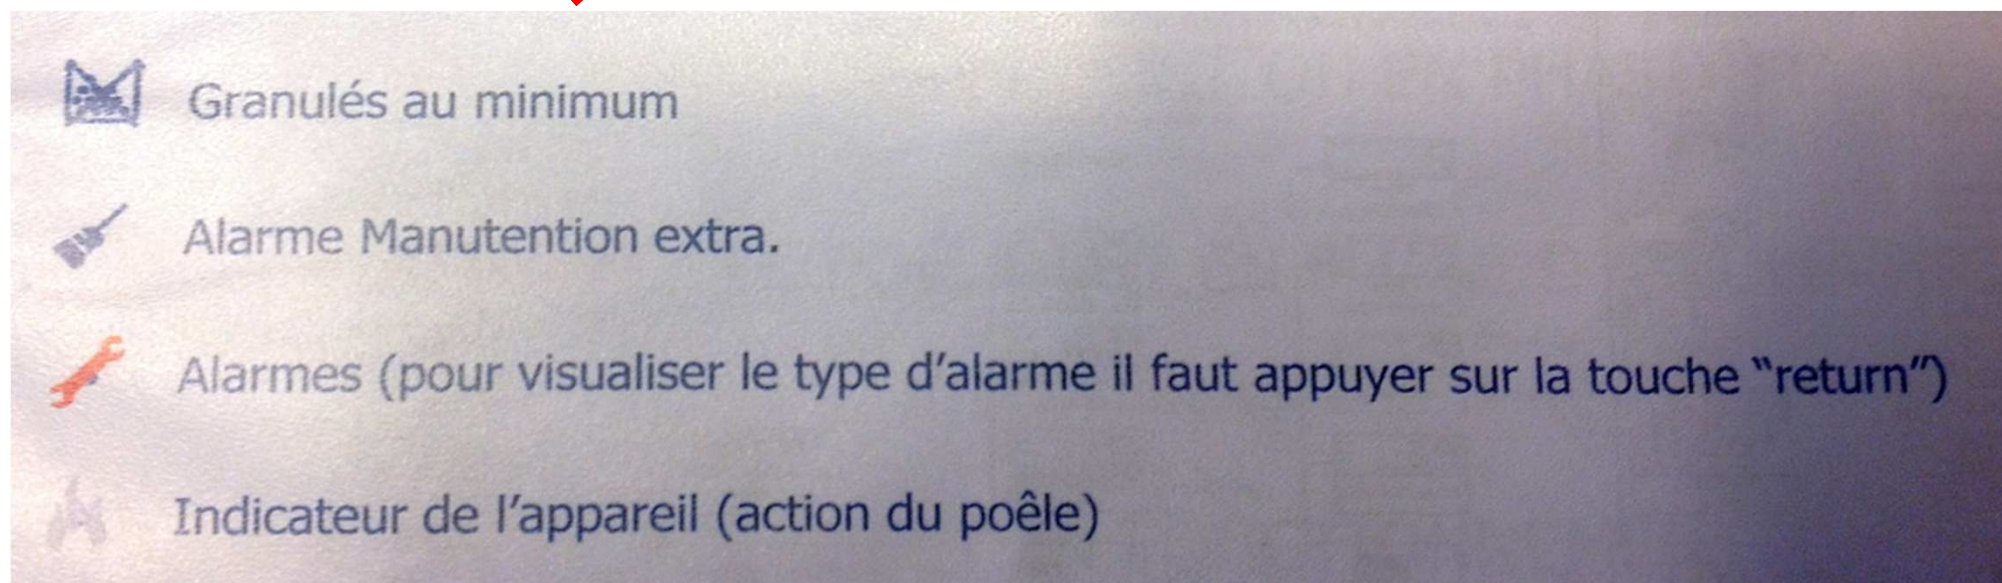 Granulés au minimum
Alarme Manutention extra.
Alarmes (pour visualiser le type d'alarme il faut appuyer sur la touche “return”)
Indicateur de l'appareil (action du poêle)